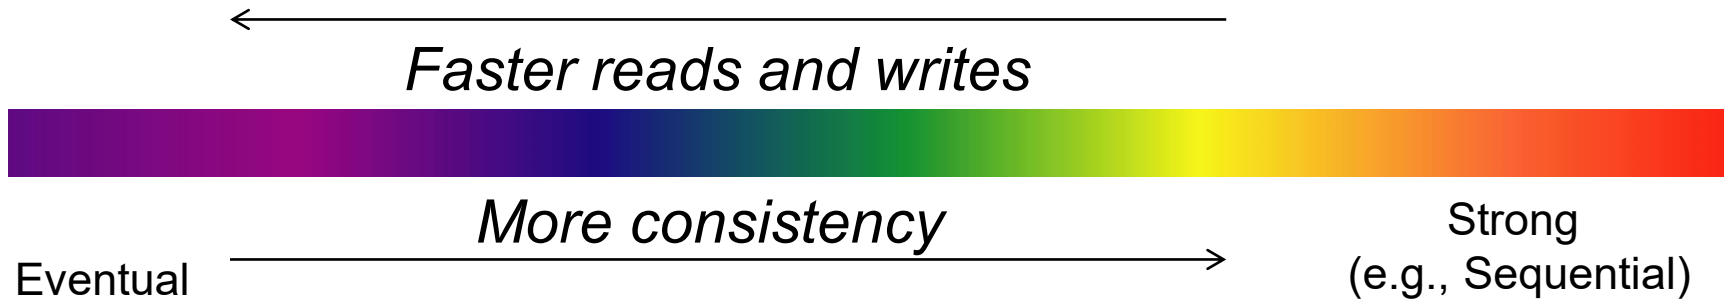 Faster reads and writes
More consistency
Eventual
Strong
(e.g., Sequential)